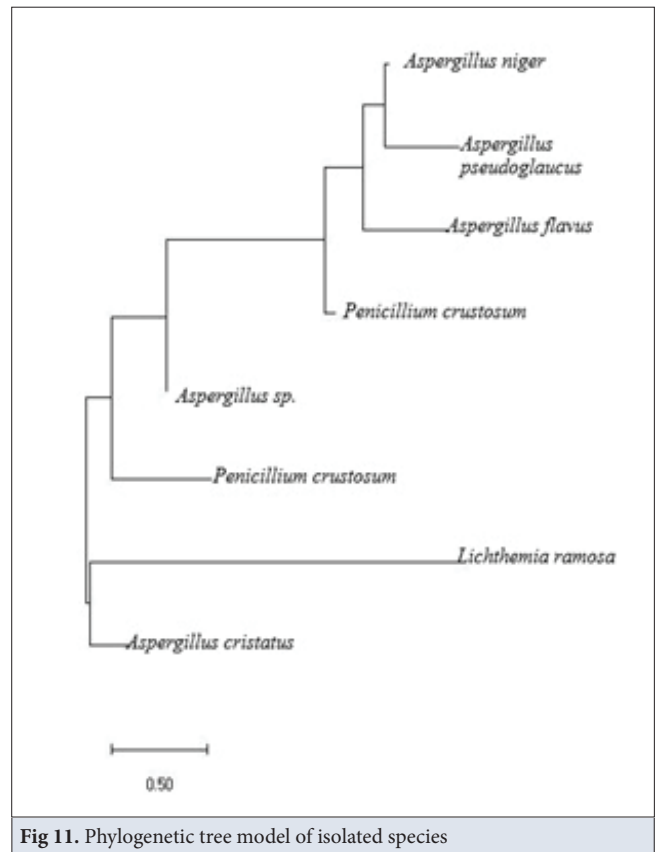 Aspergillus niger
Aspergillus
pseudoglaucus
Aspergillus flavus
Penicillium crustosum
Aspergillus sp.
Penicillium crustosum
Lichthemia ramosa
Aspergillus cristatus
0.50
Fig 11. Phylogenetic tree model of isolated species